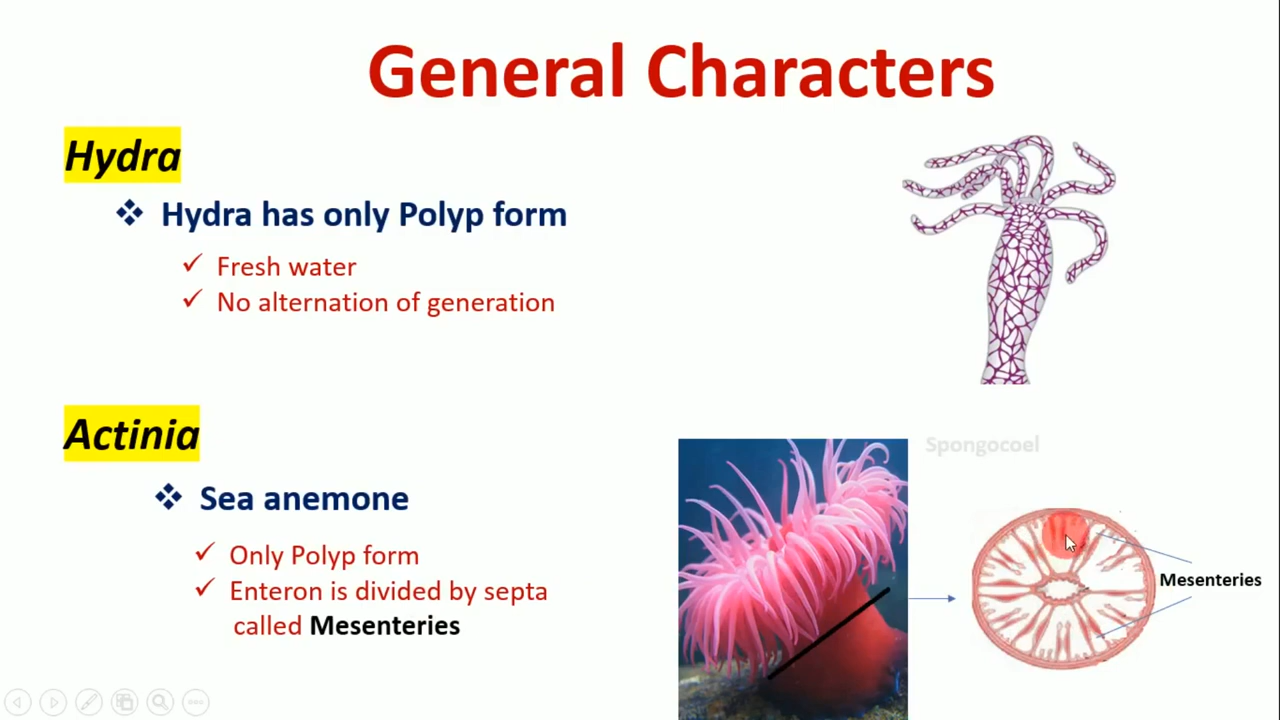 General Characters
Hydra
Hydra has only Polyp form
Fresh water
No alternation of generation
Actinia
Sea anemone
Only Polyp form
Enteron is divided by septa
called Mesenteries
Spongocoel
Mesenteries